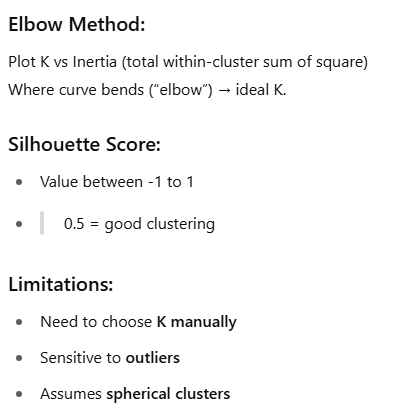 Elbow Method:
Plot K vs Inertia (total within-cluster sum of square)
Where curve bends (“elbow”) → ideal K.
Silhouette Score:
• Value between -1 to 1
• 0.5 = good clustering
Limitations:
• Need to choose K manually
• Sensitive to outliers
• Assumes spherical clusters